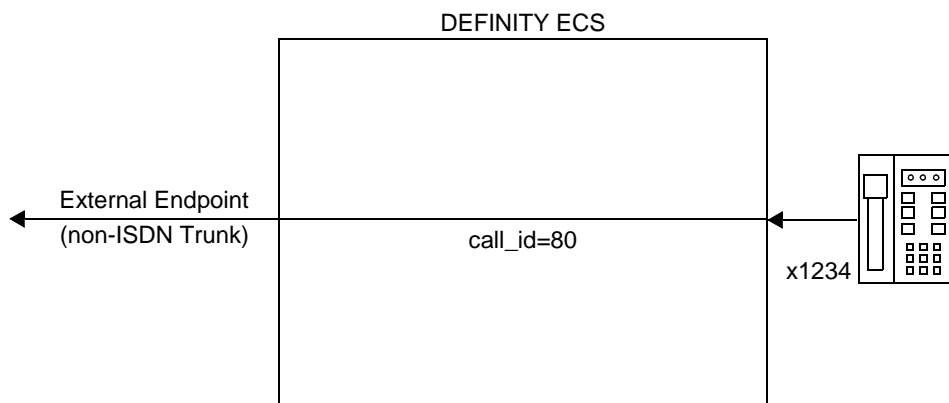 DEFINITY ECS
External Endpoint
(non-ISDN Trunk)
call_id=80
x1234